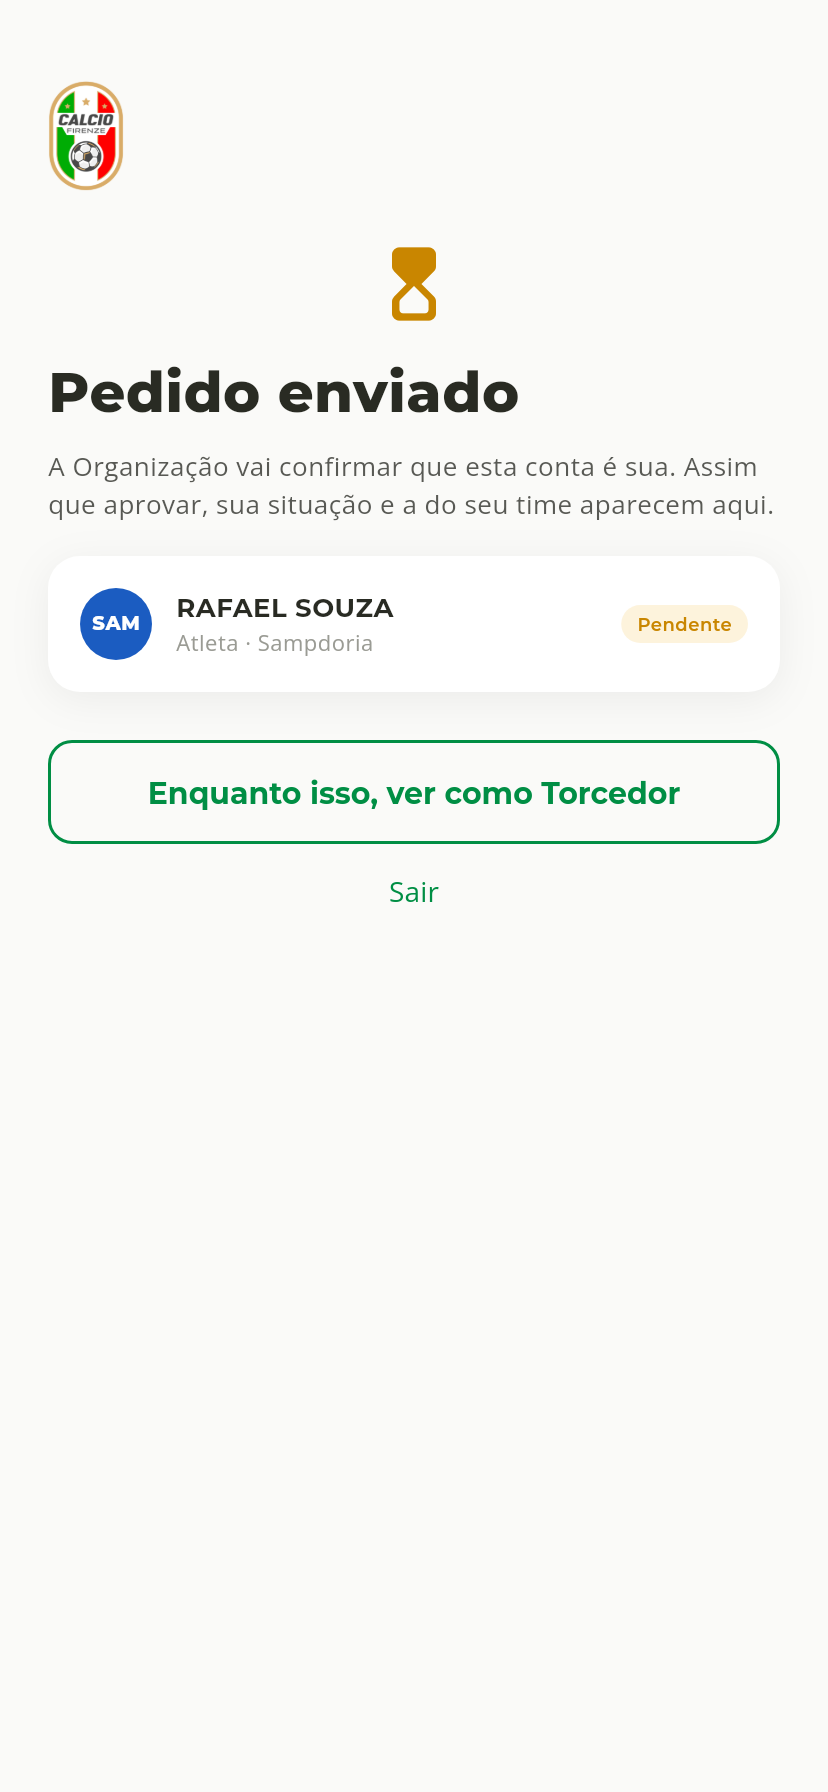 CALCIO
FIRENZE
Pedido enviado
A Organização vai confirmar que esta conta é sua. Assim
que aprovar, sua situação e a do seu time aparecem aqui.
SAM
RAFAEL SOUZA
Atleta · Sampdoria
Pendente
Enquanto isso, ver como Torcedor
Sair